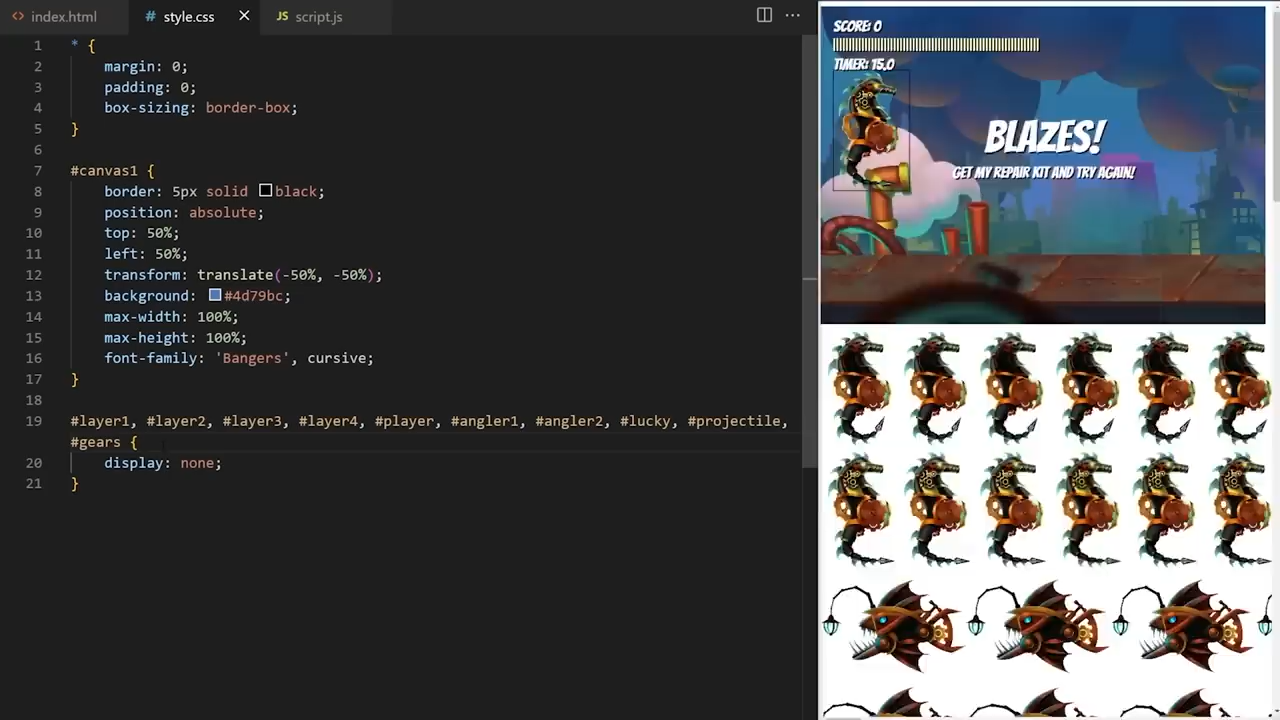 <> index.html
# style.css
JS script.js
1 * {
2 margin: 0;
3 padding: 0;
4 box-sizing: border-box;
5 }
6
7 #canvas1 {
8 border: 5px solid black;
9 position: absolute;
10 top: 50%;
11 left: 50%;
12 transform: translate(-50%, -50%);
13 background: #4d79bc;
14 max-width: 100%;
15 max-height: 100%;
16 font-family: 'Bangers', cursive;
17 }
18
19 #layer1, #layer2, #layer3, #layer4, #player, #angler1, #angler2, #lucky, #projectile,
#gears {
20 display: none;
21 }
SCORE: 0
TIMER: 15.0
BLAZES!
GET MY REPAIR KIT AND TRY AGAIN!